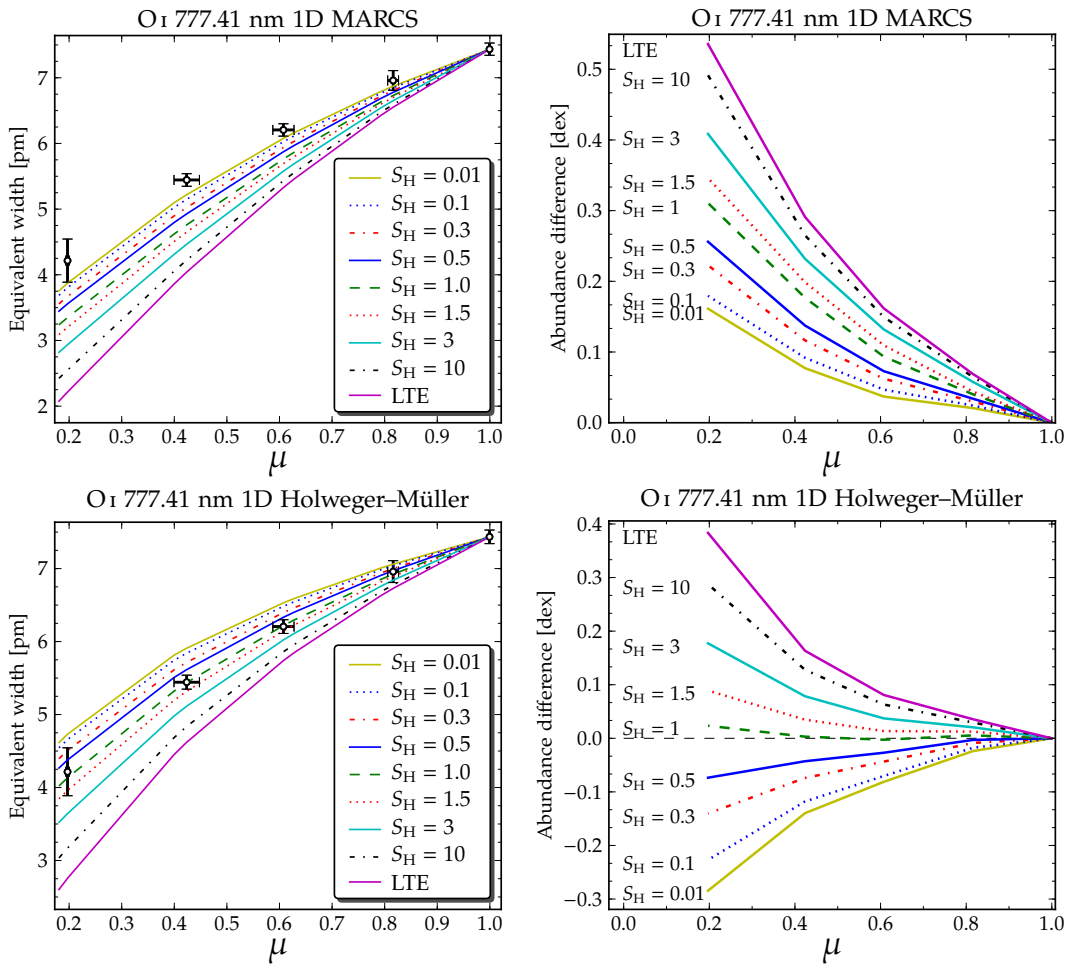 O I 777.41 nm 1D MARCS
Equivalent width [pm]
7
6
5
4
3
2
0.2 0.3 0.4 0.5 0.6 0.7 0.8 0.9 1.0
μ
S_H = 0.01
S_H = 0.1
S_H = 0.3
S_H = 0.5
S_H = 1.0
S_H = 1.5
S_H = 3
S_H = 10
LTE
O I 777.41 nm 1D MARCS
Abundance difference [dex]
0.5
0.4
0.3
0.2
0.1
0.0
0.0 0.2 0.4 0.6 0.8 1.0
μ
LTE
S_H = 10
S_H = 3
S_H = 1.5
S_H = 1
S_H = 0.5
S_H = 0.3
S_H = 0.1
S_H = 0.01
O I 777.41 nm 1D Holweger–Müller
Equivalent width [pm]
7
6
5
4
3
0.2 0.3 0.4 0.5 0.6 0.7 0.8 0.9 1.0
μ
S_H = 0.01
S_H = 0.1
S_H = 0.3
S_H = 0.5
S_H = 1.0
S_H = 1.5
S_H = 3
S_H = 10
LTE
O I 777.41 nm 1D Holweger–Müller
Abundance difference [dex]
0.4
0.3
0.2
0.1
0.0
−0.1
−0.2
−0.3
0.0 0.2 0.4 0.6 0.8 1.0
μ
LTE
S_H = 10
S_H = 3
S_H = 1.5
S_H = 1
S_H = 0.5
S_H = 0.3
S_H = 0.1
S_H = 0.01